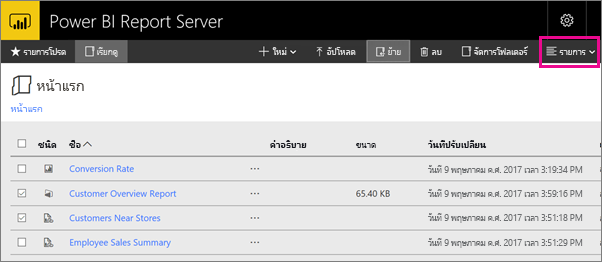 Power BI Report Server
รายการโปรด เรียกดู ใหม่ อัปโหลด ย้าย ลบ จัดการโฟลเดอร์ รายการ
หน้าแรก
หน้าแรก
ชนิด ชื่อ คำอธิบาย ขนาด วันที่ปรับเปลี่ยน
Conversion Rate ... วันที่ 9 พฤษภาคม ค.ศ. 2017 เวลา 3:19:34 PM
Customer Overview Report ... 65.40 KB วันที่ 9 พฤษภาคม ค.ศ. 2017 เวลา 3:59:16 PM
Customers Near Stores ... วันที่ 9 พฤษภาคม ค.ศ. 2017 เวลา 3:51:18 PM
Employee Sales Summary ... วันที่ 9 พฤษภาคม ค.ศ. 2017 เวลา 3:51:29 PM